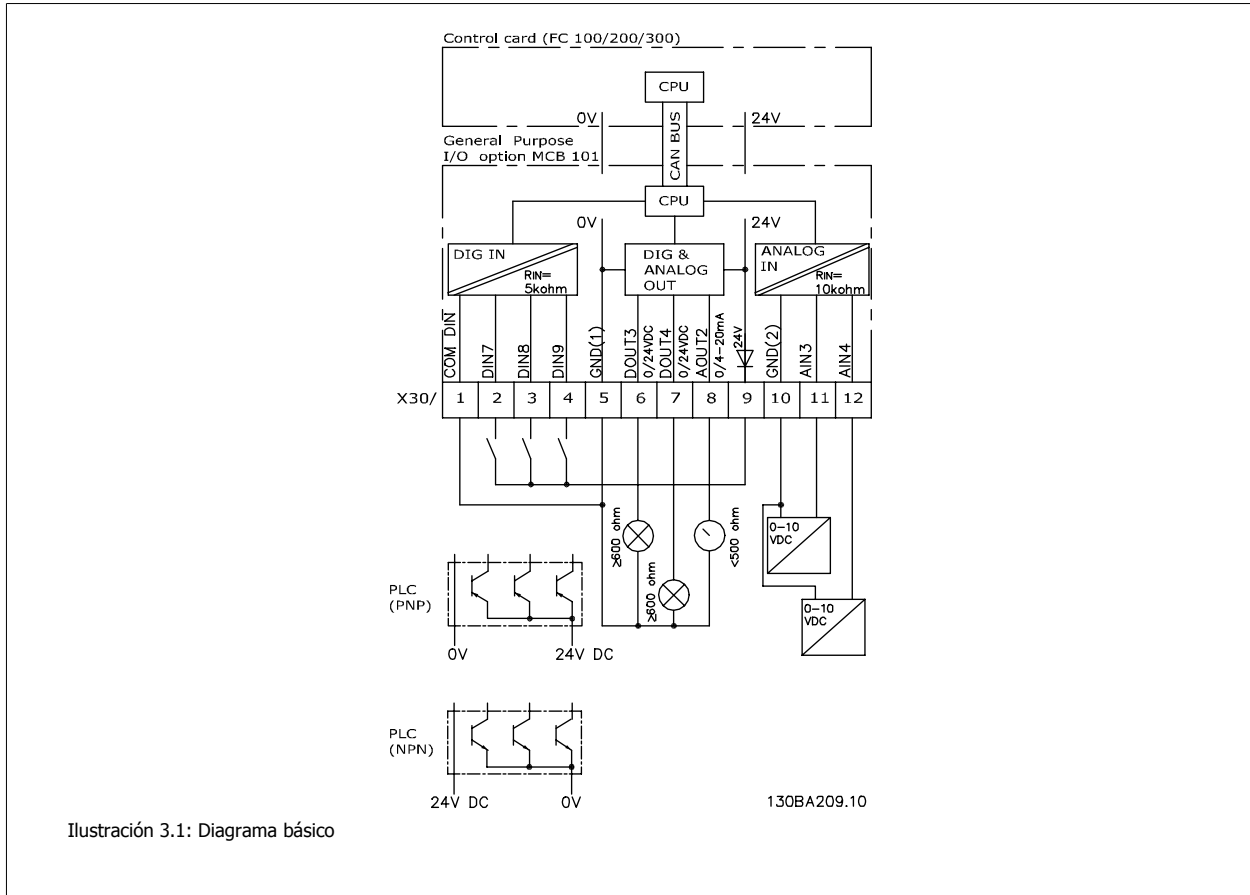 Control card (FC 100/200/300)
CPU
0V
24V
CAN BUS
General Purpose
I/O option MCB 101
CPU
0V
24V
DIG IN
RIN=
5kohm
DIG &
ANALOG
OUT
ANALOG
IN
RIN=
10kohm
COM DIN
DIN7
DIN8
DIN9
GND(1)
DOUT3
0/24VDC
DOUT4
0/24VDC
AOUT2
0/4-20mA
24V
GND(2)
AIN3
AIN4
X30/ 1 2 3 4 5 6 7 8 9 10 11 12
≥600 ohm
≥600 ohm
<500 ohm
0-10
VDC
0-10
VDC
PLC
(PNP)
0V
24V DC
PLC
(NPN)
24V DC
0V
130BA209.10
Ilustración 3.1: Diagrama básico